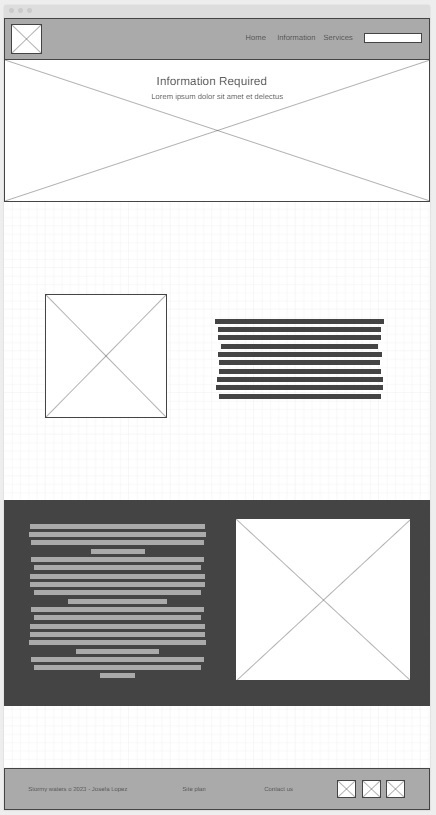 Home Information Services
Information Required
Lorem ipsum dolor sit amet et delectus
Stormy waters o 2023 - Josefa Lopez Site plan Contact us